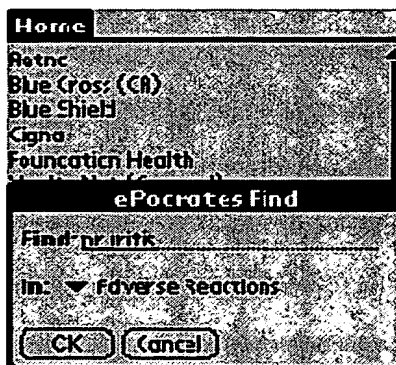 Home
Aetna
Blue Cross (CA)
Blue Shield
Cigna
Foundation Health
ePocrates Find
Find:
In: Adverse Reactions
OK Cancel